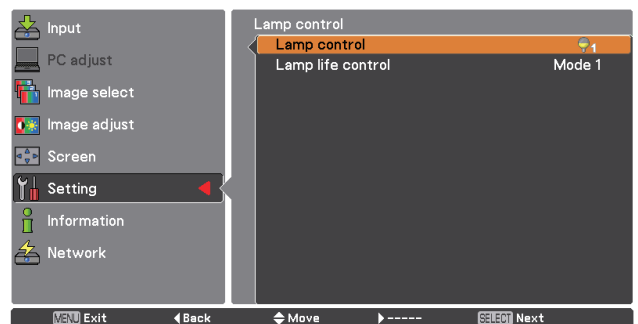 Input
PC adjust
Image select
Image adjust
Screen
Setting
Information
Network
Lamp control
Lamp control 1
Lamp life control Mode 1
MENU Exit Back Move ----- SELECT Next